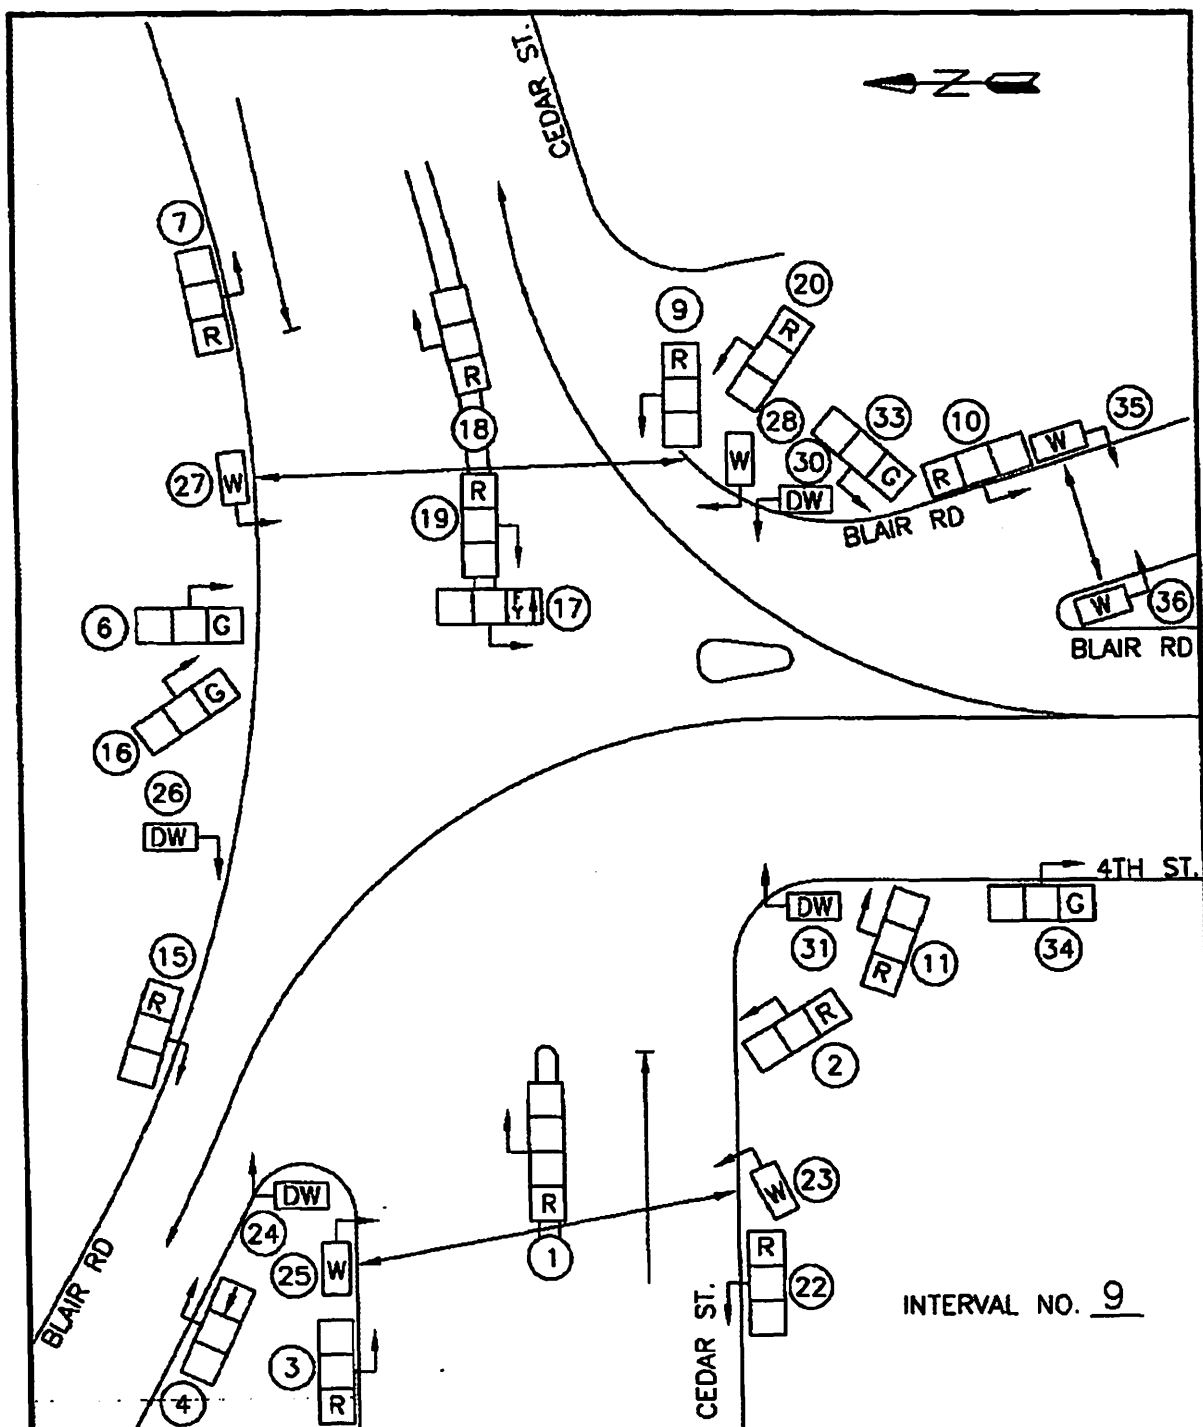 CEDAR ST.
N
7
R
R
18
9
R
20
R
28
W
30
DW
33
G
10
R
35
W
BLAIR RD
27
W
19
R
6
G
FY
17
36
W
BLAIR RD
16
G
26
DW
4TH ST.
31
DW
11
R
34
G
15
R
2
R
24
DW
23
W
1
R
25
W
22
R
BLAIR RD
4
3
R
CEDAR ST.
INTERVAL NO. 9